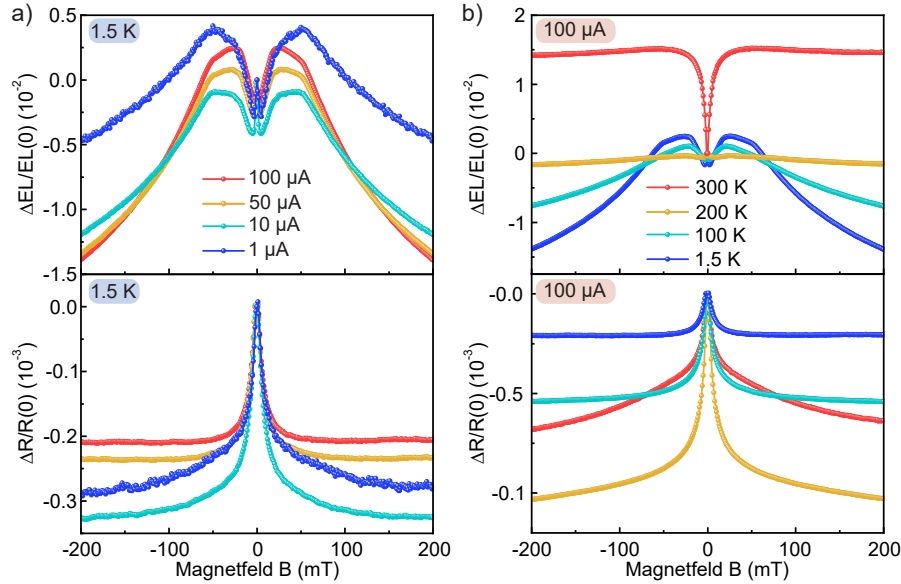 a)
1.5 K
ΔEL/EL(0) (10⁻²)
0.5
0.0
-0.5
-1.0
-1.5
100 µA
50 µA
10 µA
1 µA
1.5 K
ΔR/R(0) (10⁻³)
0.0
-0.1
-0.2
-0.3
-200 -100 0 100 200
Magnetfeld B (mT)
b)
100 µA
ΔEL/EL(0) (10⁻²)
2
1
0
-1
300 K
200 K
100 K
1.5 K
100 µA
ΔR/R(0) (10⁻³)
-0.0
-0.5
-0.1
-200 -100 0 100 200
Magnetfeld B (mT)